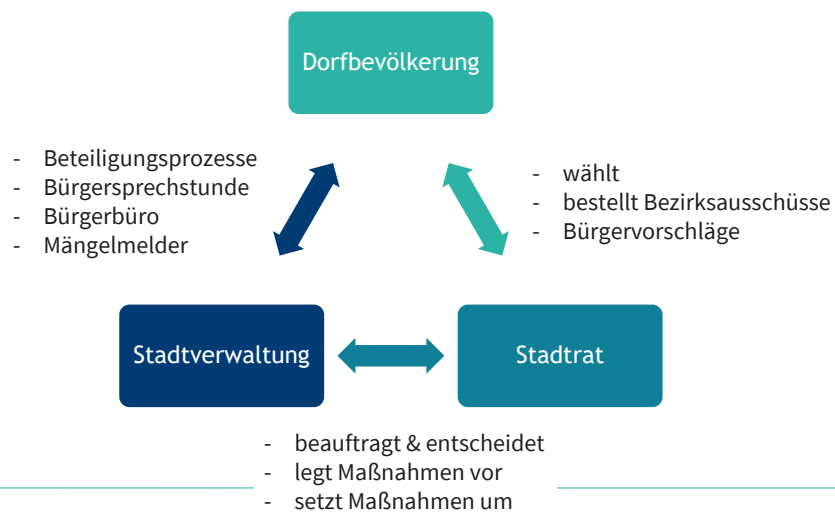 Dorfbevölkerung
- Beteiligungsprozesse
- Bürgersprechstunde
- Bürgerbüro
- Mängelmelder
- wählt
- bestellt Bezirksausschüsse
- Bürgervorschläge
Stadtverwaltung
Stadtrat
- beauftragt & entscheidet
- legt Maßnahmen vor
- setzt Maßnahmen um